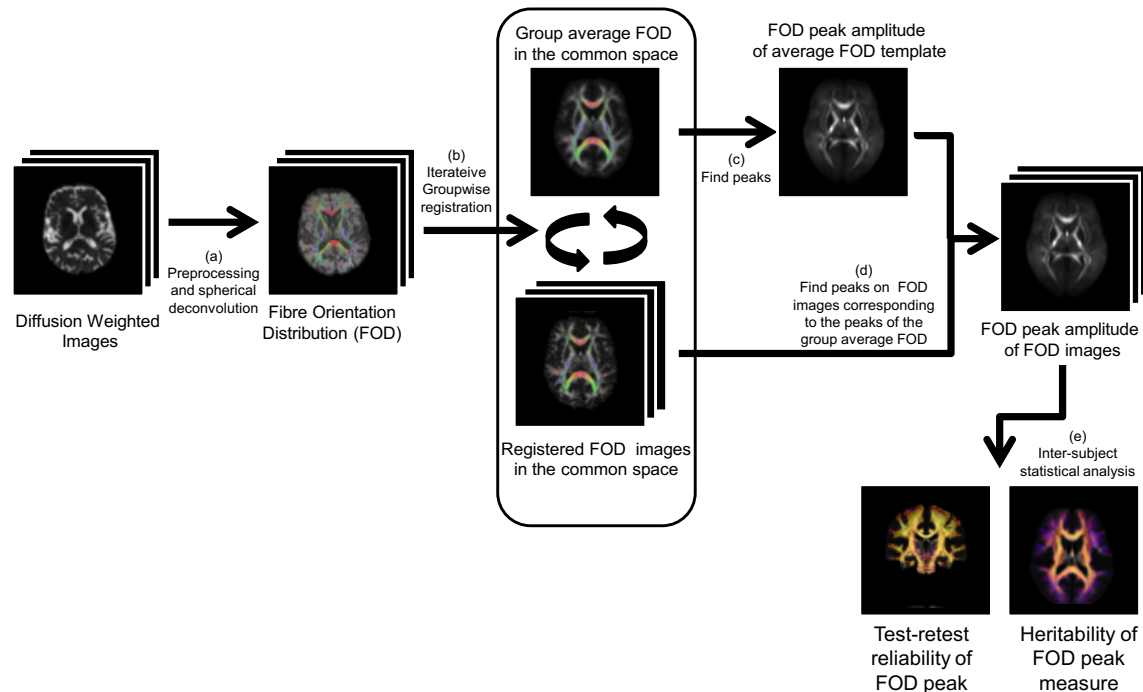 Group average FOD
in the common space
FOD peak amplitude
of average FOD template
(a)
Preprocessing
and spherical
deconvolution
Diffusion Weighted
Images
Fibre Orientation
Distribution (FOD)
(b)
Iterateive
Groupwise
registration
(c)
Find peaks
(d)
Find peaks on FOD
images corresponding
to the peaks of the
group average FOD
Registered FOD images
in the common space
FOD peak amplitude
of FOD images
(e)
Inter-subject
statistical analysis
Test-retest
reliability of
FOD peak
Heritability of
FOD peak
measure